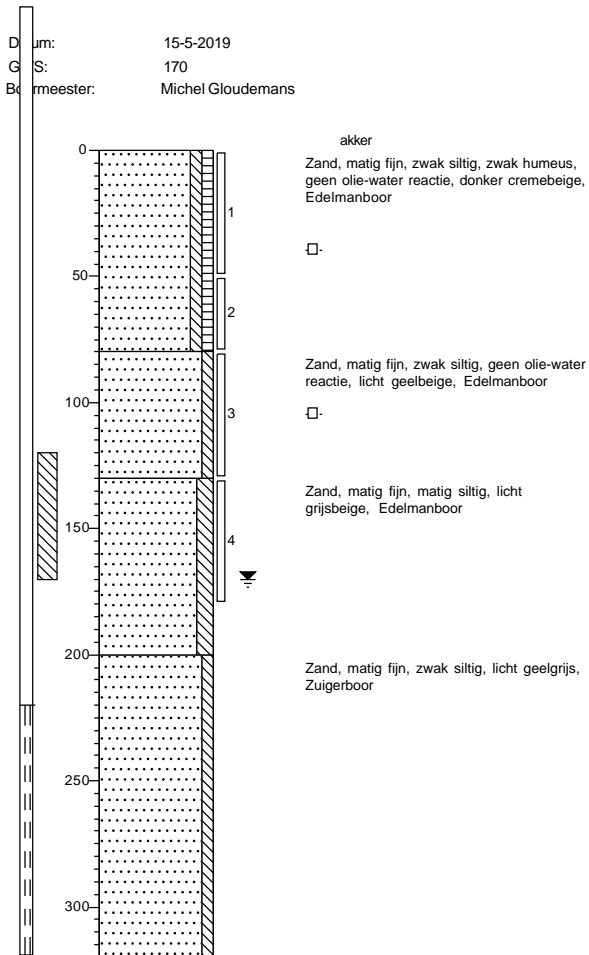 Datum: 15-5-2019
GWS: 170
Boormeester: Michel Gloudemans
akker
0
Zand, matig fijn, zwak siltig, zwak humeus,
geen olie-water reactie, donker cremebeige,
Edelmanboor
1
50
2
Zand, matig fijn, zwak siltig, geen olie-water
reactie, licht geelbeige, Edelmanboor
100
3
Zand, matig fijn, matig siltig, licht
grijsbeige, Edelmanboor
150
4
200
Zand, matig fijn, zwak siltig, licht geelgrijs,
Zuigerboor
250
300